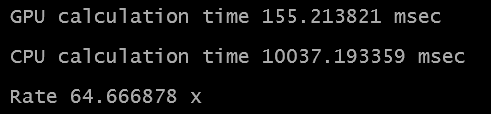 GPU calculation time 155.213821 msec
CPU calculation time 10037.193359 msec
Rate 64.666878 x